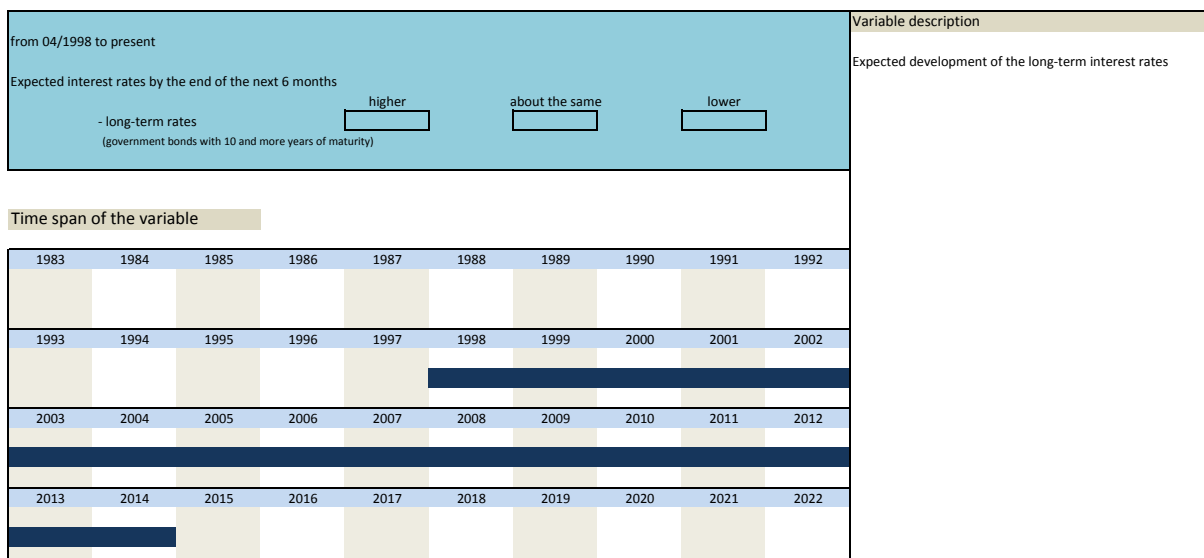 Variable description
from 04/1998 to present
Expected development of the long-term interest rates
Expected interest rates by the end of the next 6 months
higher about the same lower
- long-term rates
(government bonds with 10 and more years of maturity)
Time span of the variable
1983 1984 1985 1986 1987 1988 1989 1990 1991 1992
1993 1994 1995 1996 1997 1998 1999 2000 2001 2002
2003 2004 2005 2006 2007 2008 2009 2010 2011 2012
2013 2014 2015 2016 2017 2018 2019 2020 2021 2022